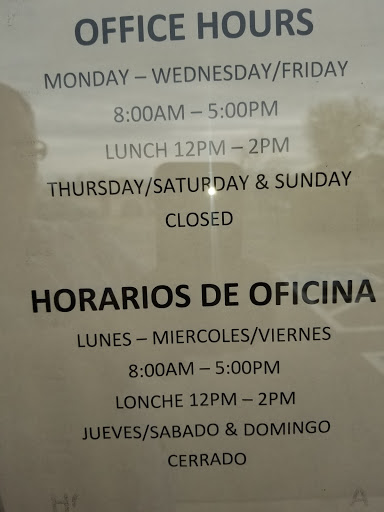 OFFICE HOURS
MONDAY – WEDNESDAY/FRIDAY
8:00AM – 5:00PM
LUNCH 12PM – 2PM
THURSDAY/SATURDAY & SUNDAY
CLOSED
HORARIOS DE OFICINA
LUNES – MIERCOLES/VIERNES
8:00AM – 5:00PM
LONCHE 12PM – 2PM
JUEVES/SABADO & DOMINGO
CERRADO